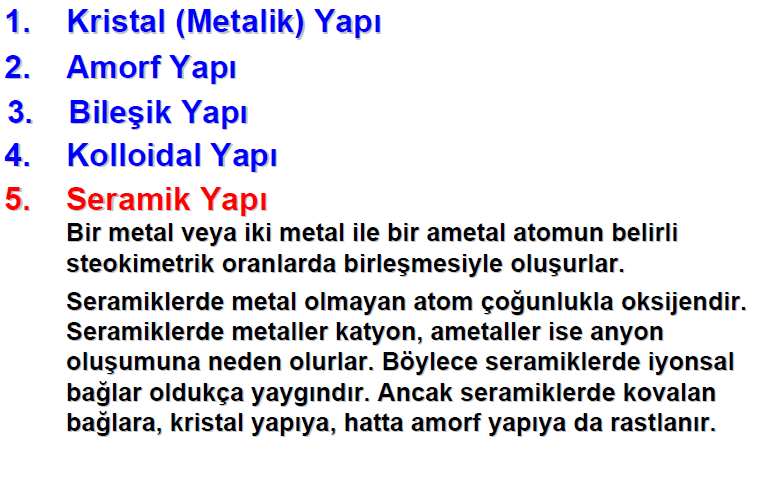 1. Kristal (Metalik) Yapı
2. Amorf Yapı
3. Bileşik Yapı
4. Kolloidal Yapı
5. Seramik Yapı
Bir metal veya iki metal ile bir ametal atomun belirli
steokimetrik oranlarda birleşmesiyle oluşurlar.
Seramiklerde metal olmayan atom çoğunlukla oksijendir.
Seramiklerde metaller katyon, ametaller ise anyon
oluşumuna neden olurlar. Böylece seramiklerde iyonsal
bağlar oldukça yaygındır. Ancak seramiklerde kovalan
bağlara, kristal yapıya, hatta amorf yapıya da rastlanır.